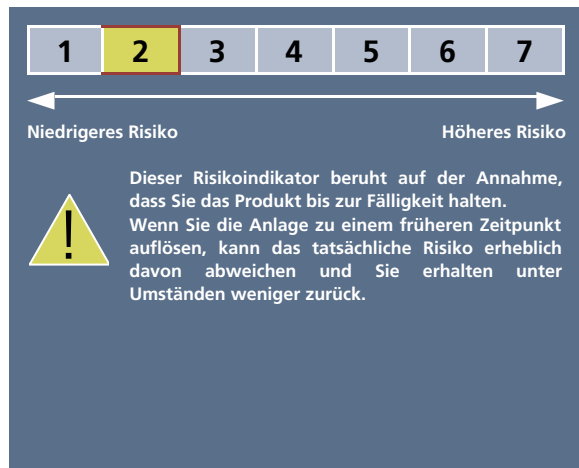 1 2 3 4 5 6 7
Niedrigeres Risiko Höheres Risiko
Dieser Risikoindikator beruht auf der Annahme,
dass Sie das Produkt bis zur Fälligkeit halten.
Wenn Sie die Anlage zu einem früheren Zeitpunkt
auflösen, kann das tatsächliche Risiko erheblich
davon abweichen und Sie erhalten unter
Umständen weniger zurück.
!